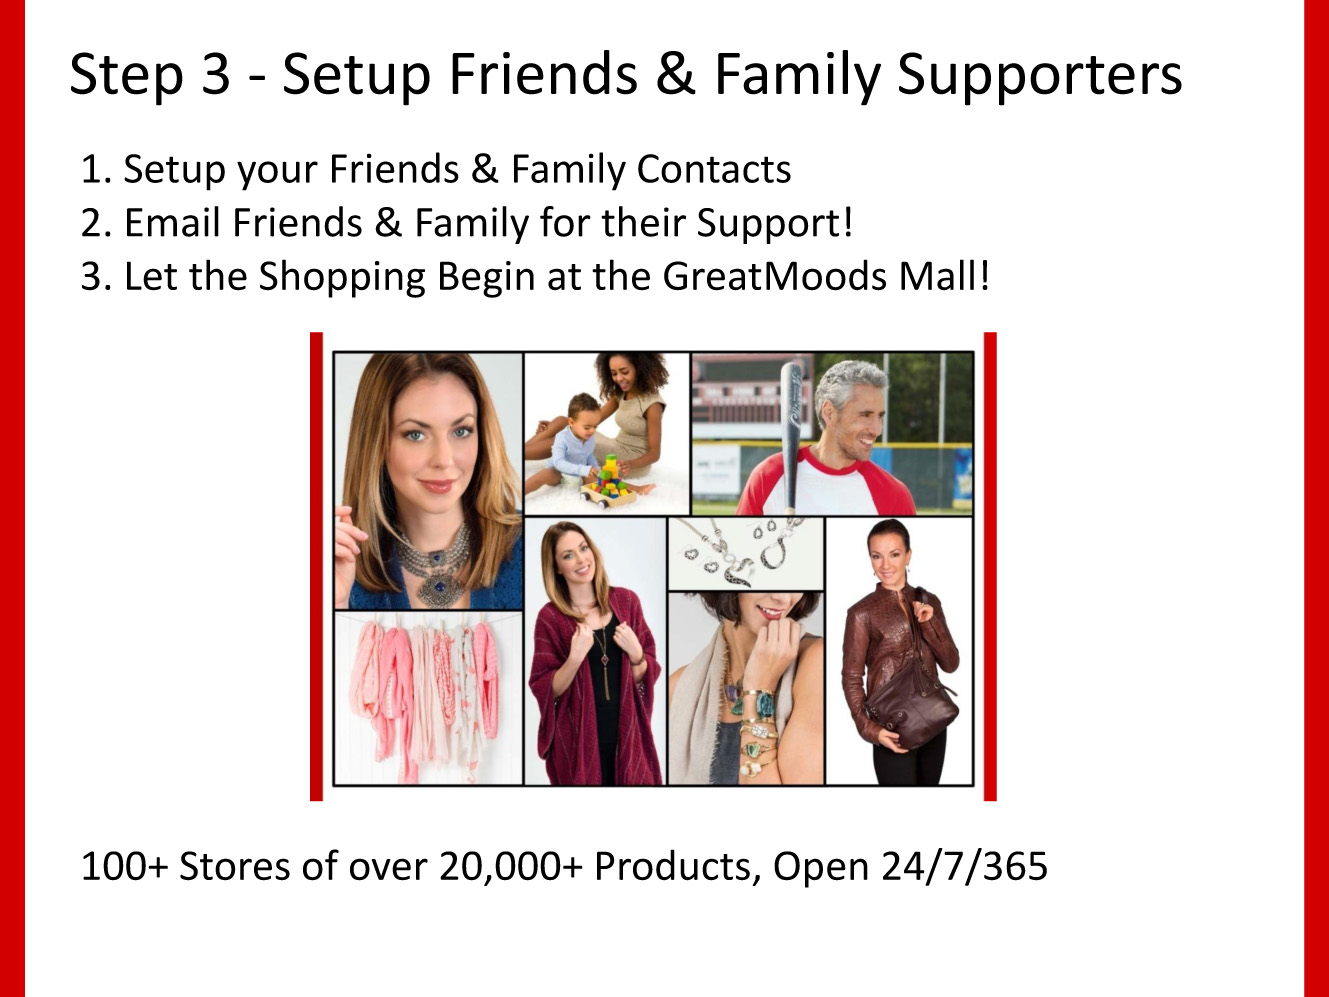 Step 3 - Setup Friends & Family Supporters
1. Setup your Friends & Family Contacts
2. Email Friends & Family for their Support!
3. Let the Shopping Begin at the GreatMoods Mall!
100+ Stores of over 20,000+ Products, Open 24/7/365